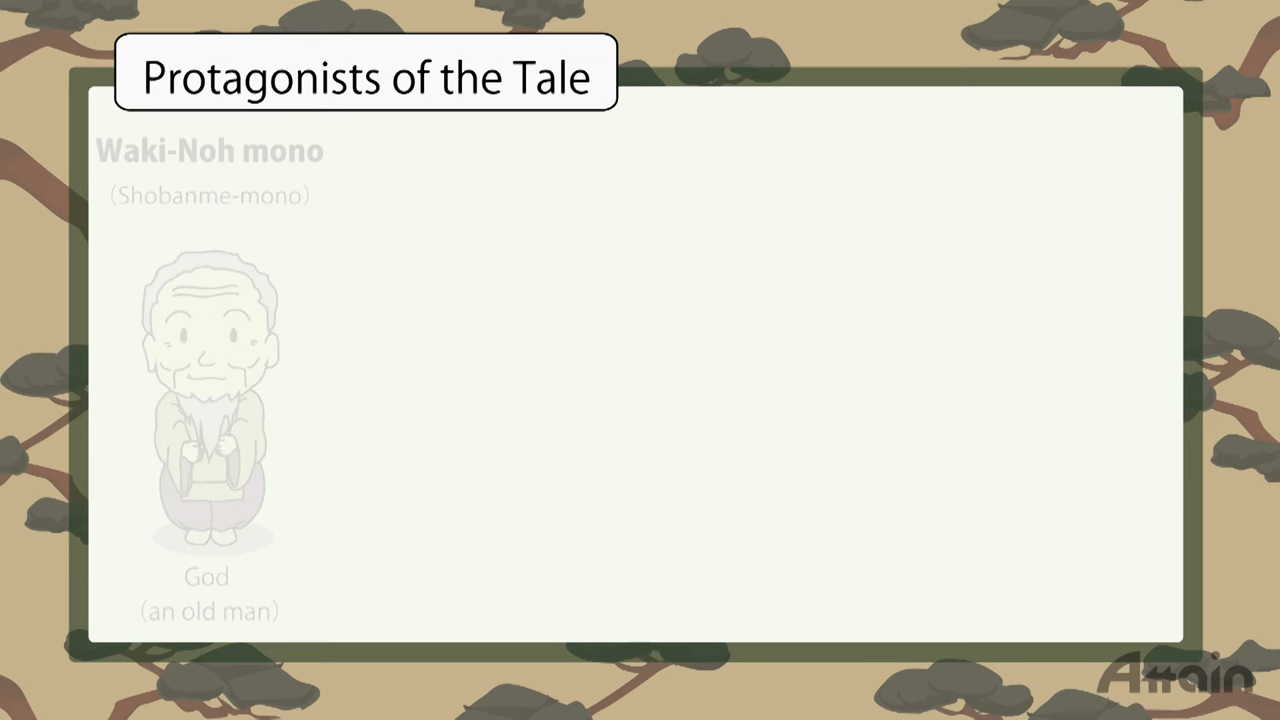 Protagonists of the Tale
Waki-Noh mono
(Shobanme-mono)
God
(an old man)
Attain